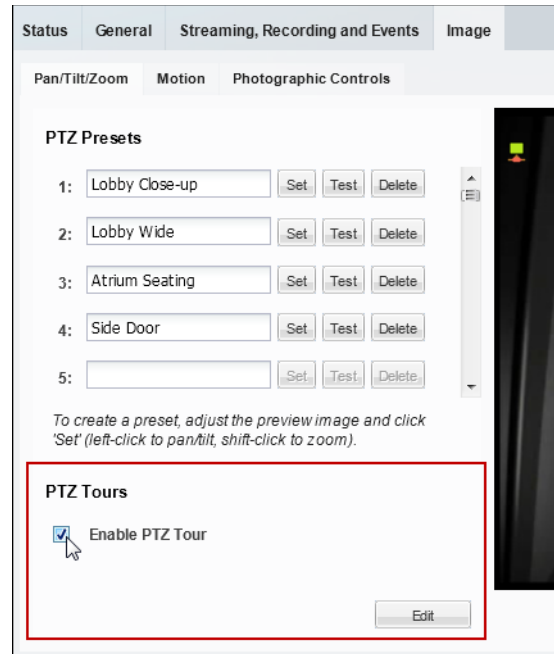 Status General Streaming, Recording and Events Image
Pan/Tilt/Zoom Motion Photographic Controls
PTZ Presets
1: Lobby Close-up Set Test Delete
2: Lobby Wide Set Test Delete
3: Atrium Seating Set Test Delete
4: Side Door Set Test Delete
5: Set Test Delete
To create a preset, adjust the preview image and click
'Set' (left-click to pan/tilt, shift-click to zoom).
PTZ Tours
Enable PTZ Tour
Edit